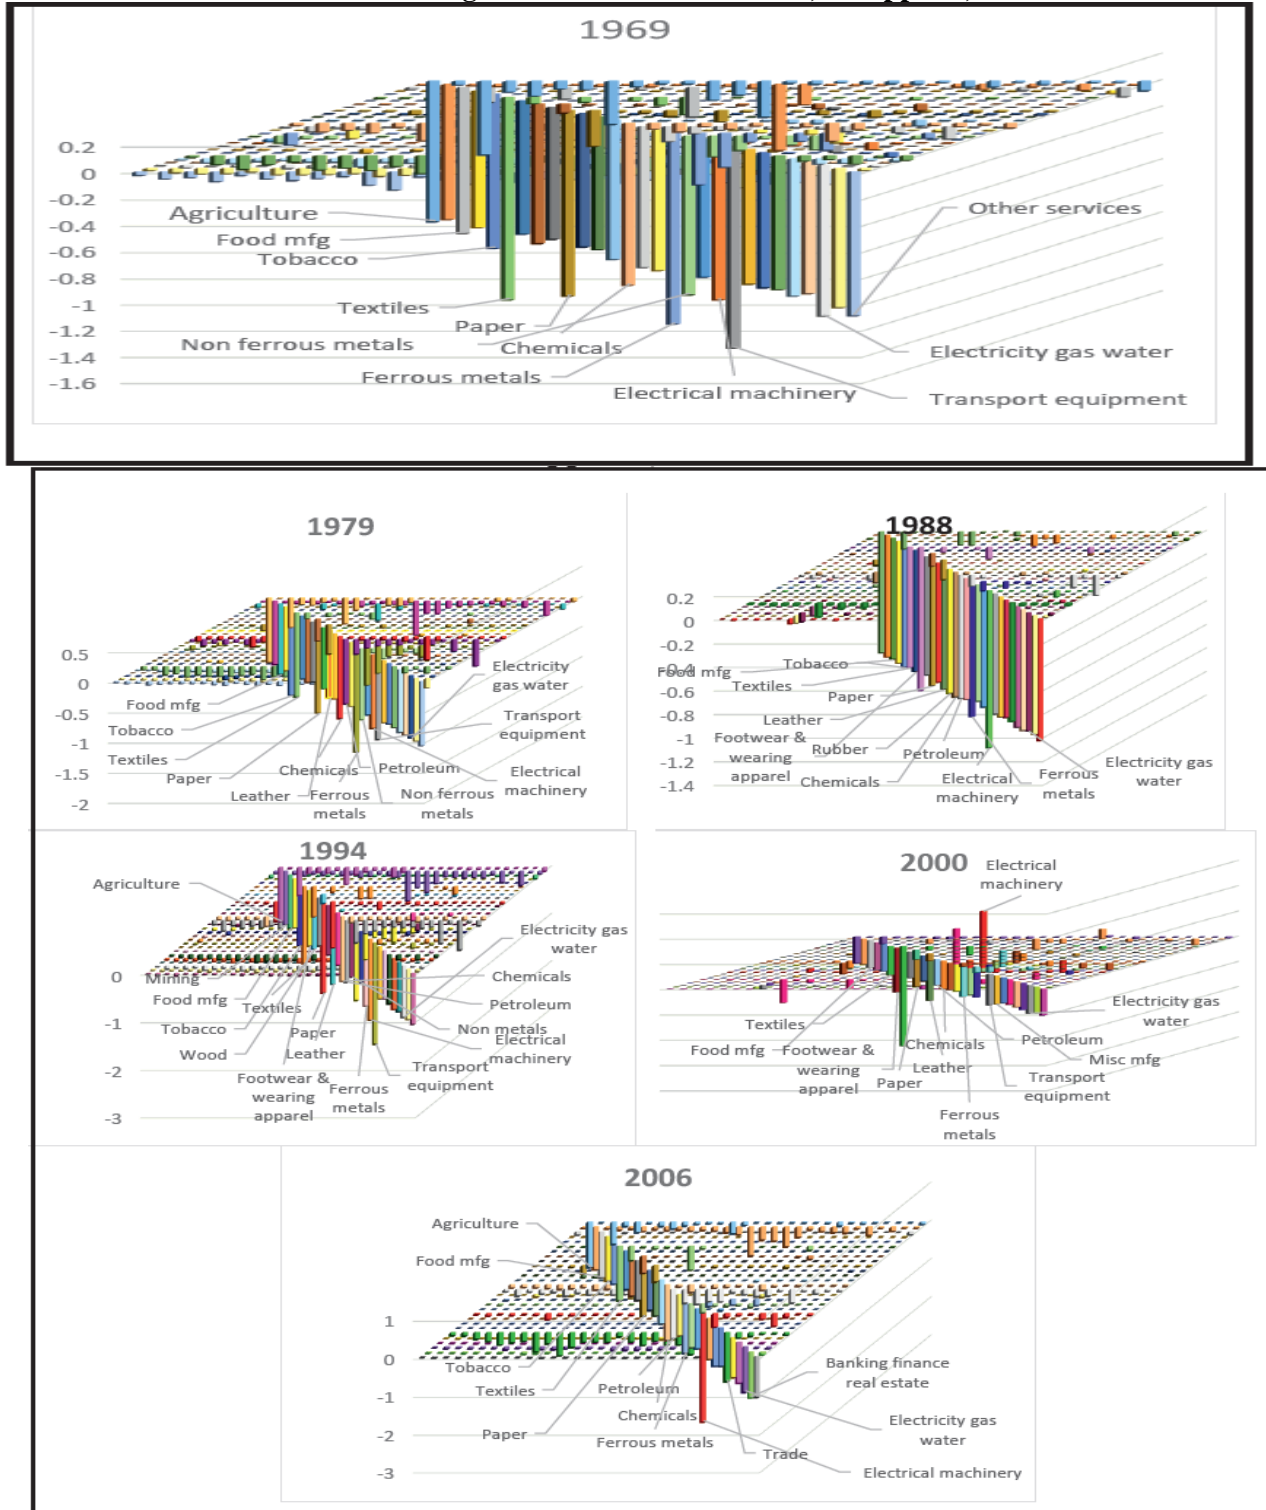 1969
0.2
0
-0.2
-0.4
-0.6
-0.8
-1
-1.2
-1.4
-1.6
Agriculture
Food mfg
Tobacco
Textiles
Paper
Non ferrous metals
Chemicals
Ferrous metals
Electrical machinery
Other services
Electricity gas water
Transport equipment
1979
0.5
0
-0.5
-1
-1.5
-2
Food mfg
Tobacco
Textiles
Paper
Leather
Chemicals
Ferrous
metals
Petroleum
Non ferrous
metals
Electrical
machinery
Transport
equipment
Electricity
gas water
1988
0.2
0
-0.2
-0.4
-0.6
-0.8
-1
-1.2
-1.4
Food mfg
Tobacco
Textiles
Paper
Leather
Footwear &
wearing
apparel
Rubber
Chemicals
Petroleum
Electrical
machinery
Ferrous
metals
Electricity gas
water
1994
0
-1
-2
-3
Agriculture
Mining
Food mfg
Textiles
Tobacco
Paper
Wood
Leather
Footwear &
wearing
apparel
Ferrous
metals
Transport
equipment
Electrical
machinery
Non metals
Petroleum
Chemicals
Electricity gas
water
2000
Electrical
machinery
Textiles
Food mfg
Footwear &
wearing
apparel
Paper
Chemicals
Leather
Ferrous
metals
Petroleum
Misc mfg
Transport
equipment
Electricity gas
water
2006
1
0
-1
-2
-3
Agriculture
Food mfg
Tobacco
Textiles
Paper
Petroleum
Chemicals
Ferrous metals
Trade
Electrical machinery
Electricity gas
water
Banking finance
real estate